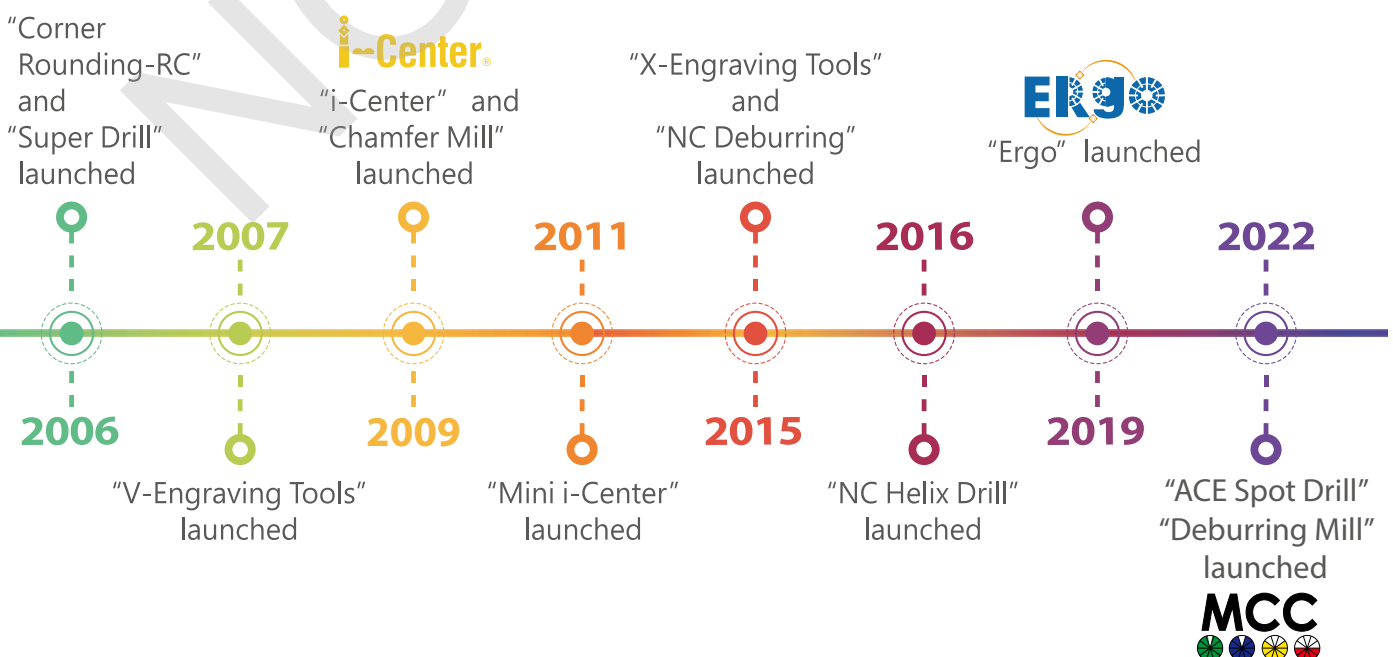 “Corner
Rounding-RC”
and
“Super Drill”
launched
2006
2007
“V-Engraving Tools”
launched
i-Center®
“i-Center” and
“Chamfer Mill”
launched
2009
2011
“Mini i-Center”
launched
“X-Engraving Tools”
and
“NC Deburring”
launched
2015
2016
“NC Helix Drill”
launched
ERgo
“Ergo” launched
2019
2022
“ACE Spot Drill”
“Deburring Mill”
launched
MCC